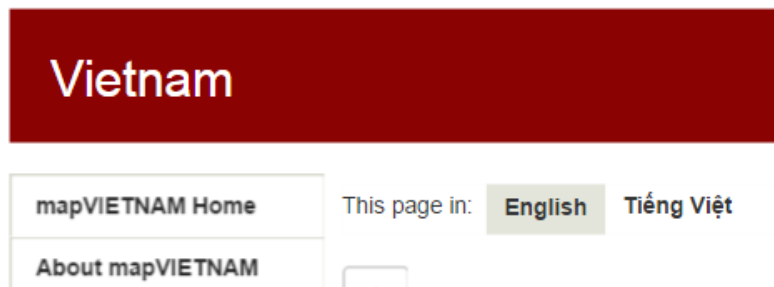 Vietnam
mapVIETNAM Home
This page in: English Tiếng Việt
About mapVIETNAM